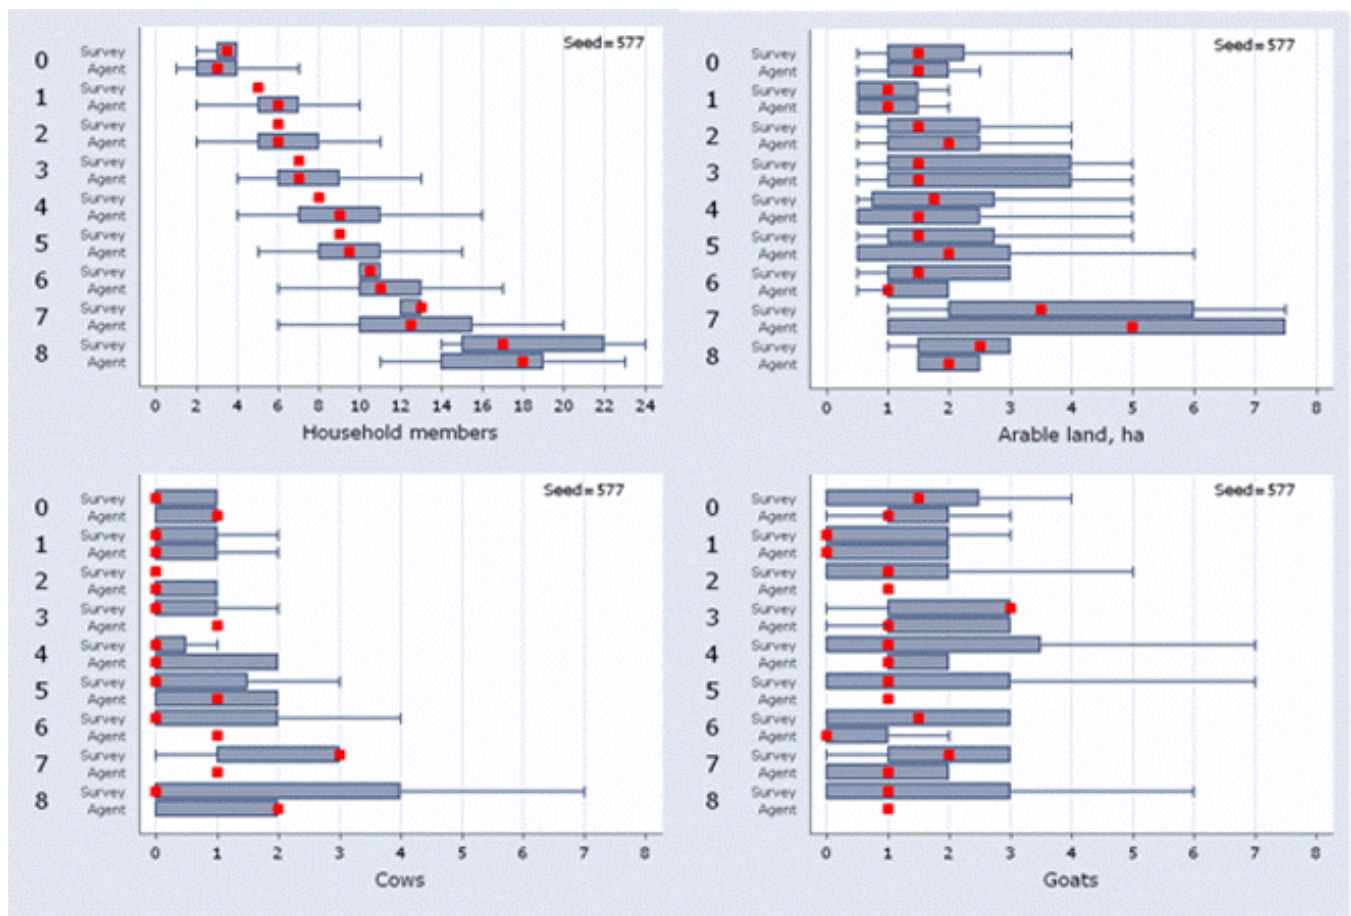 Seed=577
0 Survey
Agent
1 Survey
Agent
2 Survey
Agent
3 Survey
Agent
4 Survey
Agent
5 Survey
Agent
6 Survey
Agent
7 Survey
Agent
8 Survey
Agent
0 2 4 6 8 10 12 14 16 18 20 22 24
Household members
Seed=577
0 Survey
Agent
1 Survey
Agent
2 Survey
Agent
3 Survey
Agent
4 Survey
Agent
5 Survey
Agent
6 Survey
Agent
7 Survey
Agent
8 Survey
Agent
0 1 2 3 4 5 6 7 8
Arable land, ha
Seed=577
0 Survey
Agent
1 Survey
Agent
2 Survey
Agent
3 Survey
Agent
4 Survey
Agent
5 Survey
Agent
6 Survey
Agent
7 Survey
Agent
8 Survey
Agent
0 1 2 3 4 5 6 7 8
Cows
Seed=577
0 Survey
Agent
1 Survey
Agent
2 Survey
Agent
3 Survey
Agent
4 Survey
Agent
5 Survey
Agent
6 Survey
Agent
7 Survey
Agent
8 Survey
Agent
0 1 2 3 4 5 6 7 8
Goats